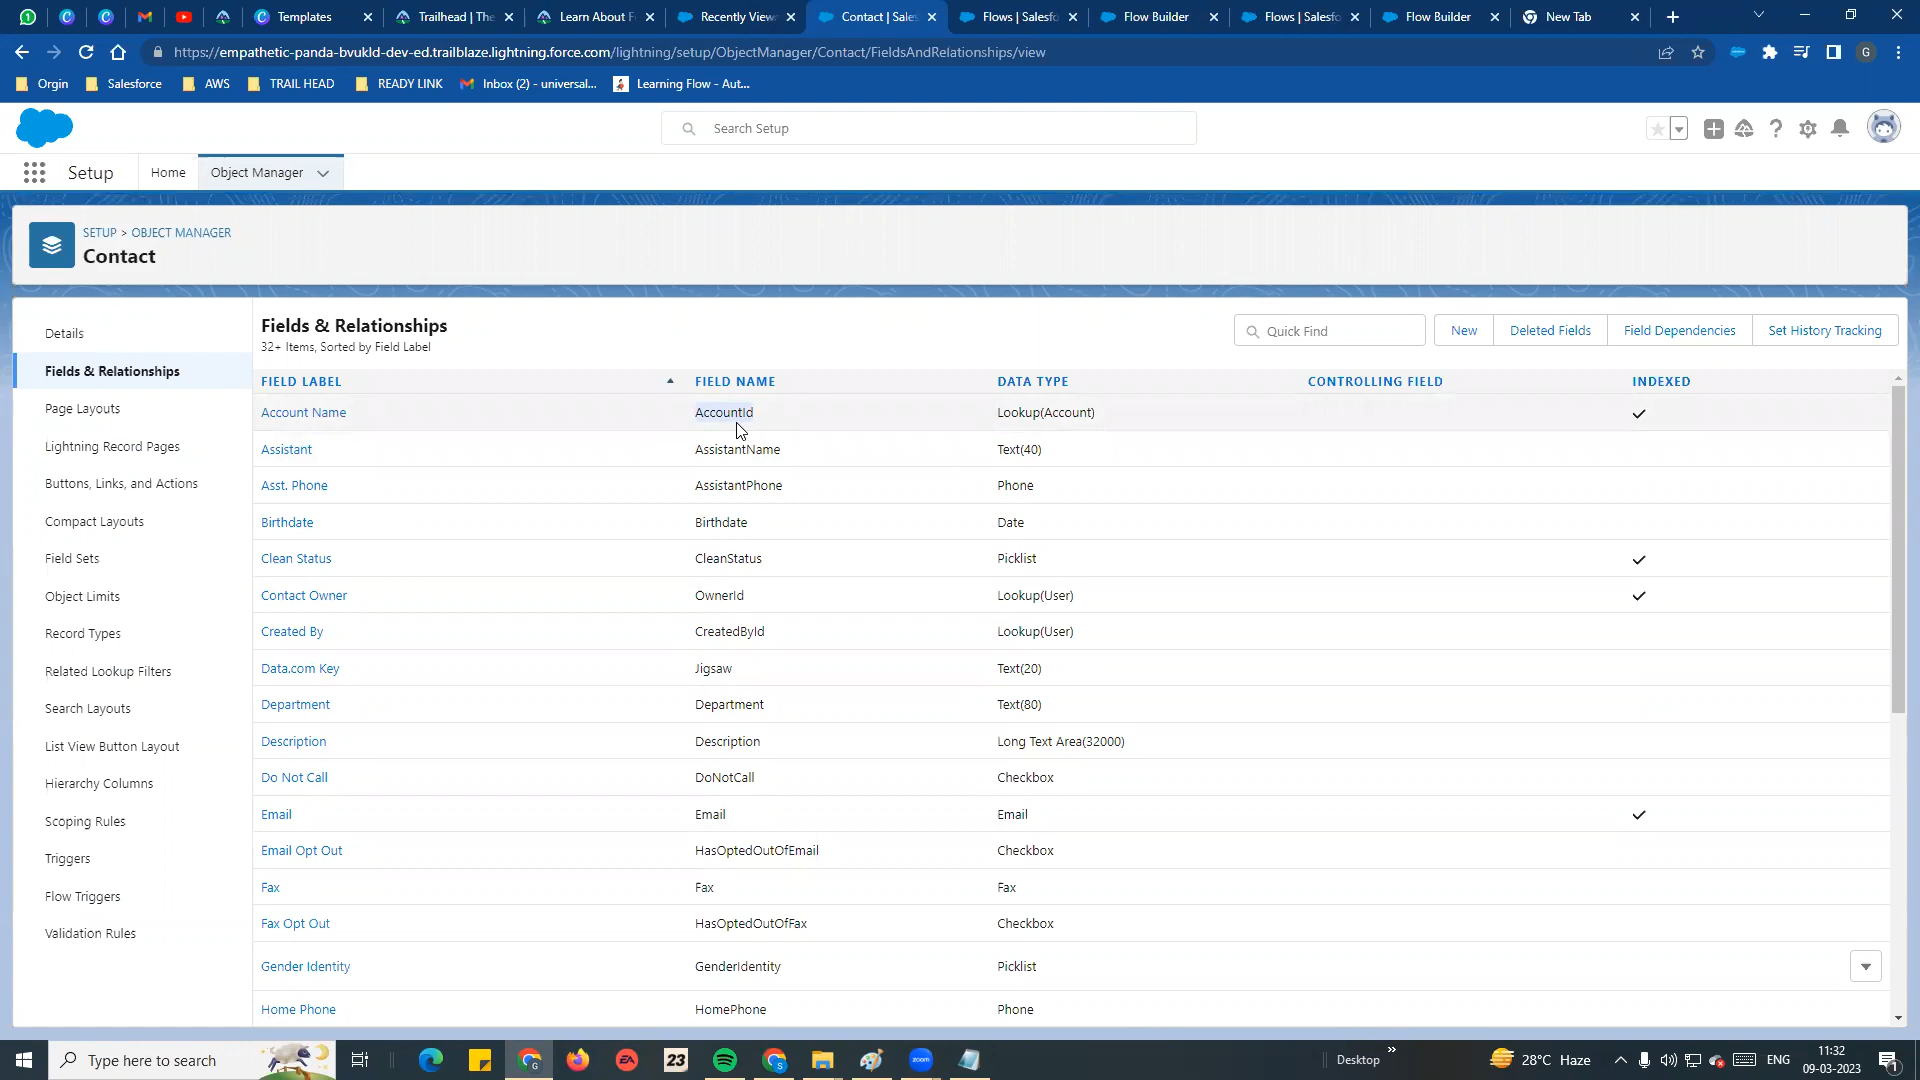 Templates
Trailhead | The
Learn About F
Recently View
Contact | Sales
Flows | Salesfo
Flow Builder
Flows | Salesfo
Flow Builder
New Tab
https://empathetic-panda-bvukld-dev-ed.trailblaze.lightning.force.com/lightning/setup/ObjectManager/Contact/FieldsAndRelationships/view
G
Orgin
Salesforce
AWS
TRAIL HEAD
READY LINK
Inbox (2) - universal...
Learning Flow - Aut...
Search Setup
Setup
Home
Object Manager
SETUP > OBJECT MANAGER
Contact
Details
Fields & Relationships
Page Layouts
Lightning Record Pages
Buttons, Links, and Actions
Compact Layouts
Field Sets
Object Limits
Record Types
Related Lookup Filters
Search Layouts
List View Button Layout
Hierarchy Columns
Scoping Rules
Triggers
Flow Triggers
Validation Rules
Fields & Relationships
32+ Items, Sorted by Field Label
Quick Find
New
Deleted Fields
Field Dependencies
Set History Tracking
FIELD LABEL FIELD NAME DATA TYPE CONTROLLING FIELD INDEXED
Account Name AccountId Lookup(Account)
Assistant AssistantName Text(40)
Asst. Phone AssistantPhone Phone
Birthdate Birthdate Date
Clean Status CleanStatus Picklist
Contact Owner OwnerId Lookup(User)
Created By CreatedById Lookup(User)
Data.com Key Jigsaw Text(20)
Department Department Text(80)
Description Description Long Text Area(32000)
Do Not Call DoNotCall Checkbox
Email Email Email
Email Opt Out HasOptedOutOfEmail Checkbox
Fax Fax Fax
Fax Opt Out HasOptedOutOfFax Checkbox
Gender Identity GenderIdentity Picklist
Home Phone HomePhone Phone
Type here to search
EA
23
zoom
Desktop
28°C Haze
ENG
11:32
09-03-2023
1